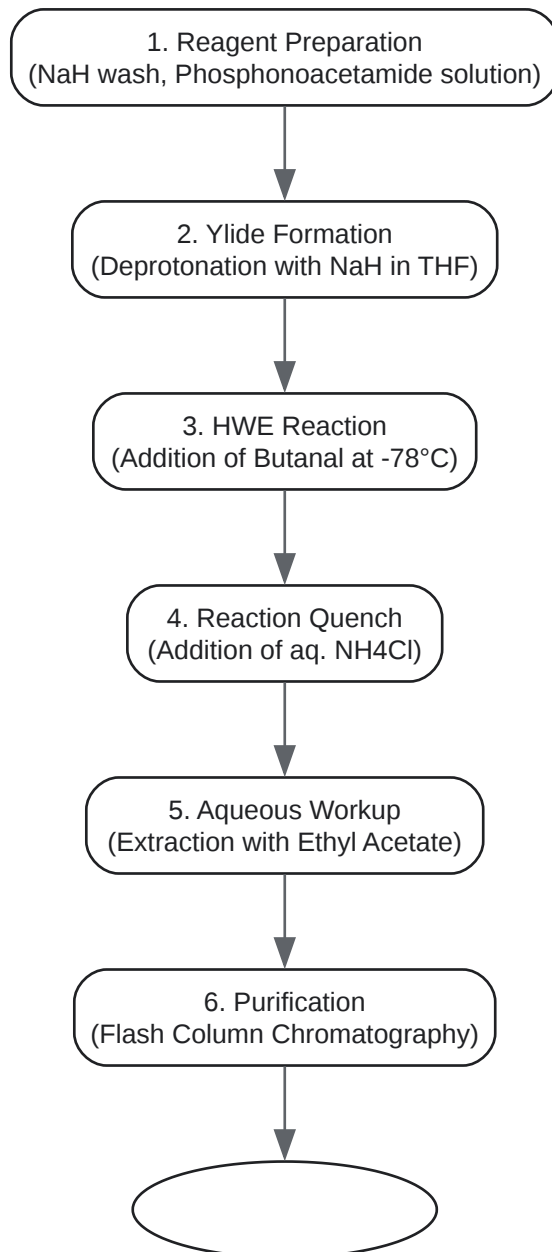 1. Reagent Preparation
(NaH wash, Phosphonoacetamide solution)
2. Ylide Formation
(Deprotonation with NaH in THF)
3. HWE Reaction
(Addition of Butanal at -78°C)
4. Reaction Quench
(Addition of aq. NH4Cl)
5. Aqueous Workup
(Extraction with Ethyl Acetate)
6. Purification
(Flash Column Chromatography)